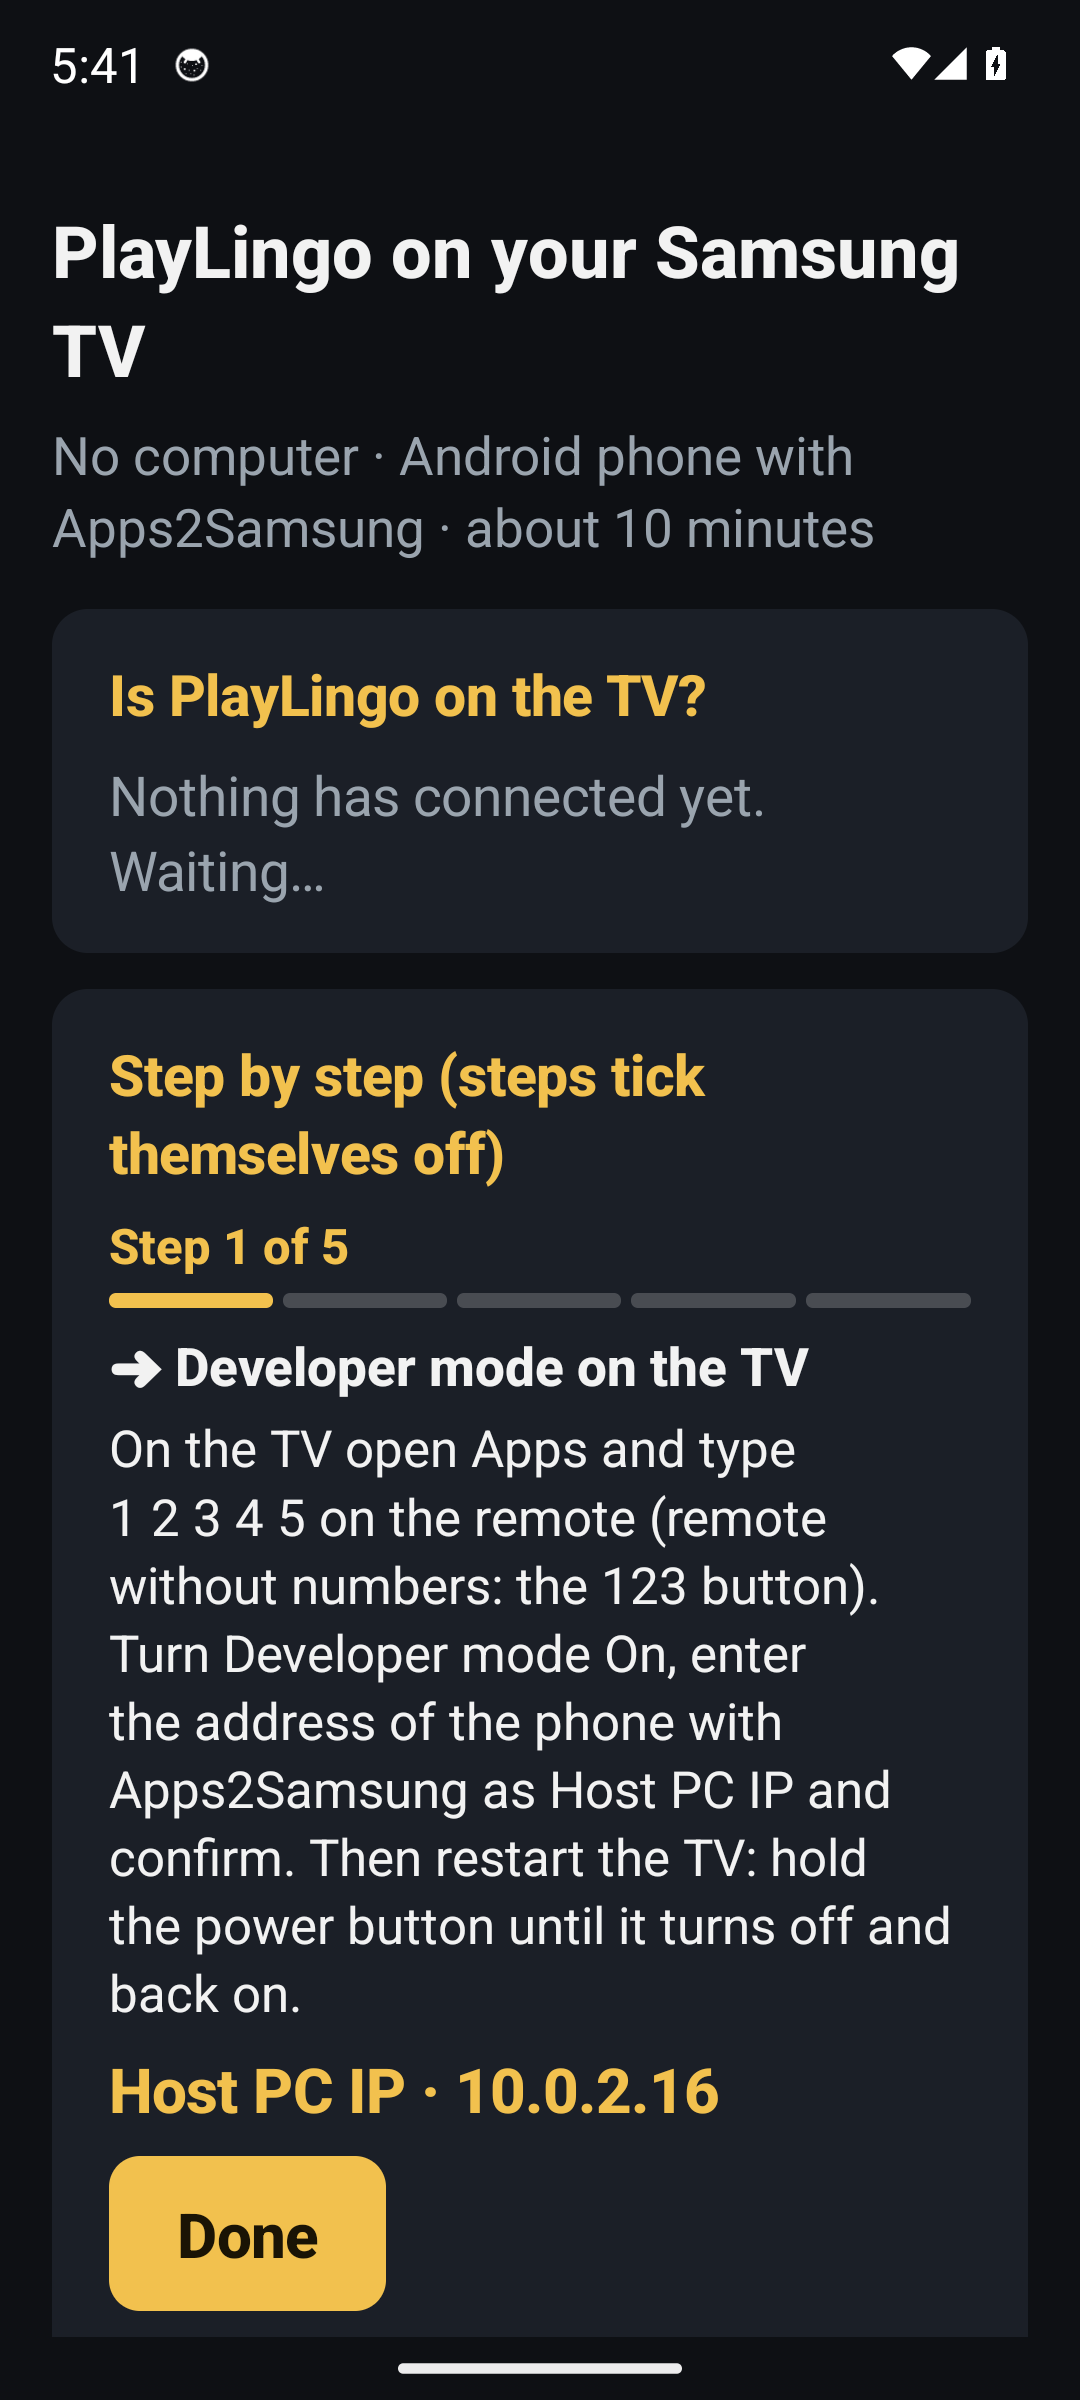 5:41
PlayLingo on your Samsung
TV
No computer · Android phone with
Apps2Samsung · about 10 minutes
Is PlayLingo on the TV?
Nothing has connected yet.
Waiting…
Step by step (steps tick
themselves off)
Step 1 of 5
➜ Developer mode on the TV
On the TV open Apps and type
1 2 3 4 5 on the remote (remote
without numbers: the 123 button).
Turn Developer mode On, enter
the address of the phone with
Apps2Samsung as Host PC IP and
confirm. Then restart the TV: hold
the power button until it turns off and
back on.
Host PC IP · 10.0.2.16
Done